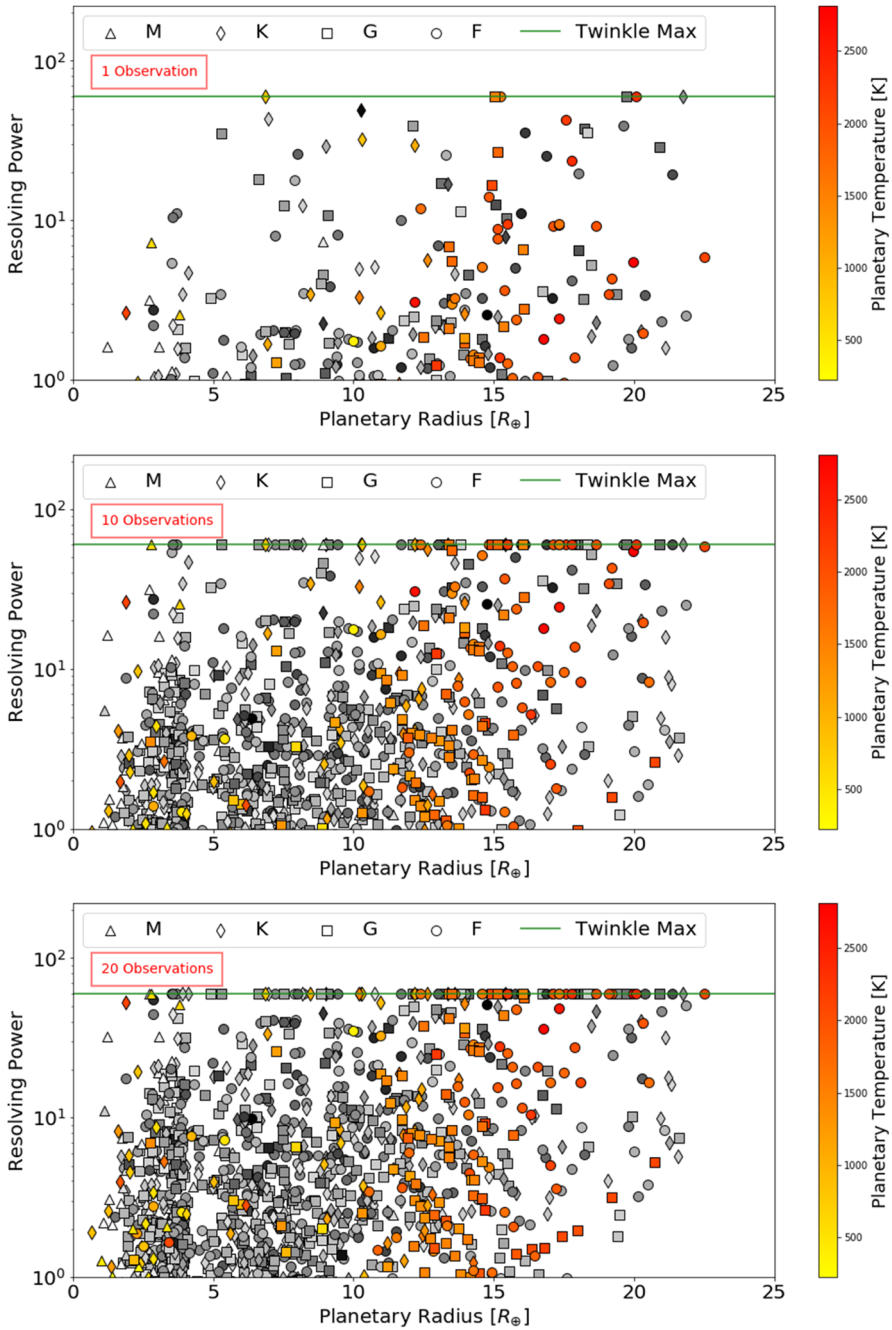 M K G F Twinkle Max
1 Observation
10²
10¹
10⁰
Resolving Power
0 5 10 15 20 25
Planetary Radius [R⊕]
2500
2000
1500
1000
500
Planetary Temperature [K]
M K G F Twinkle Max
10 Observations
10²
10¹
10⁰
Resolving Power
0 5 10 15 20 25
Planetary Radius [R⊕]
2500
2000
1500
1000
500
Planetary Temperature [K]
M K G F Twinkle Max
20 Observations
10²
10¹
10⁰
Resolving Power
0 5 10 15 20 25
Planetary Radius [R⊕]
2500
2000
1500
1000
500
Planetary Temperature [K]